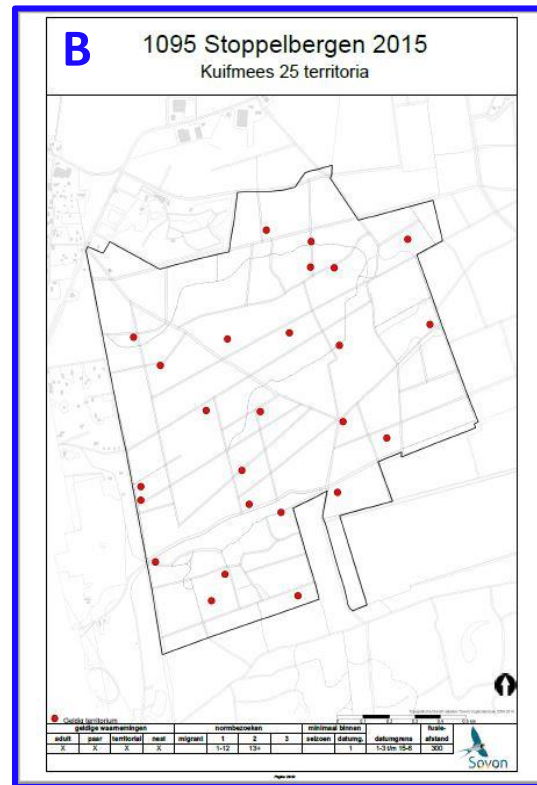 B
1095 Stoppelbergen 2015
Kuifmees 25 territoria
Geldig territorium
geldige waarnemingen normbezoeken minimaal binnen fusie-
adult paar territoriaal nest migrant 1 2 3 seizoen datumg. datumgrens afstand
X X X X 1-12 13+ 1 1-3 t/m 15-6 300
Sovon